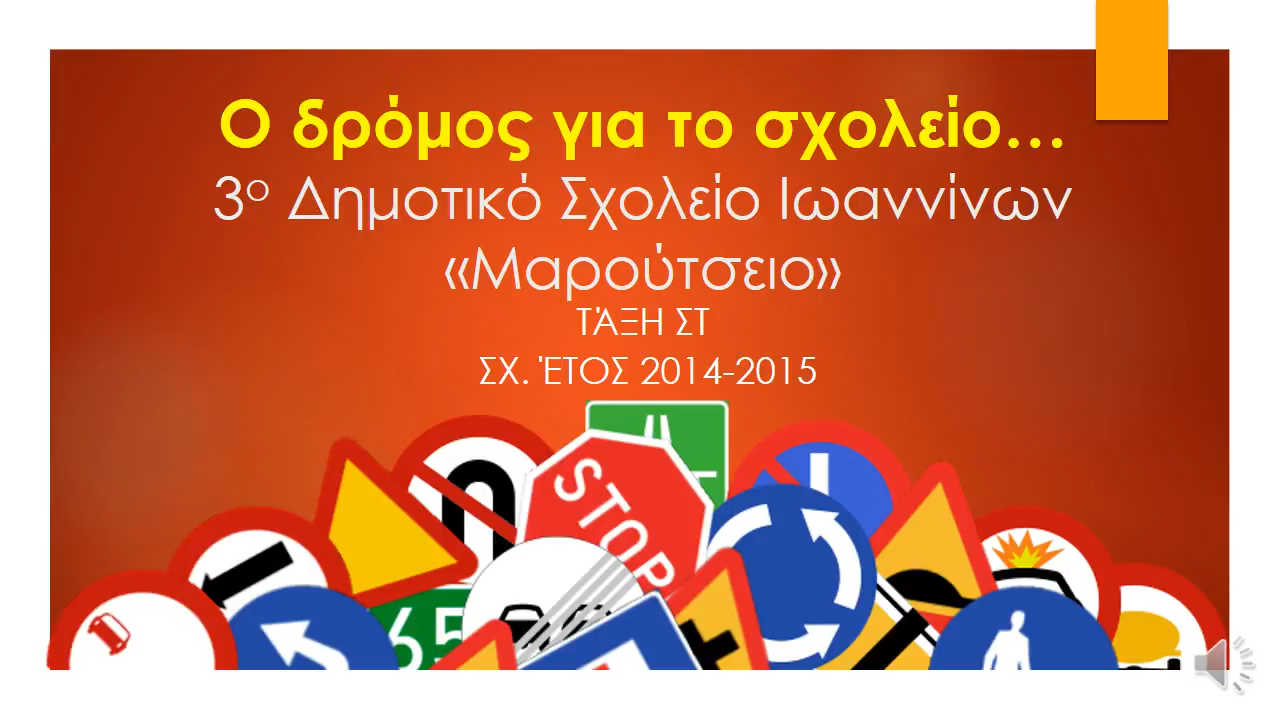 Ο δρόμος για το σχολείο...
3ο Δημοτικό Σχολείο Ιωαννίνων
«Μαρούτσειο»
ΤΆΞΗ ΣΤ
ΣΧ. ΈΤΟΣ 2014-2015
STOP
65